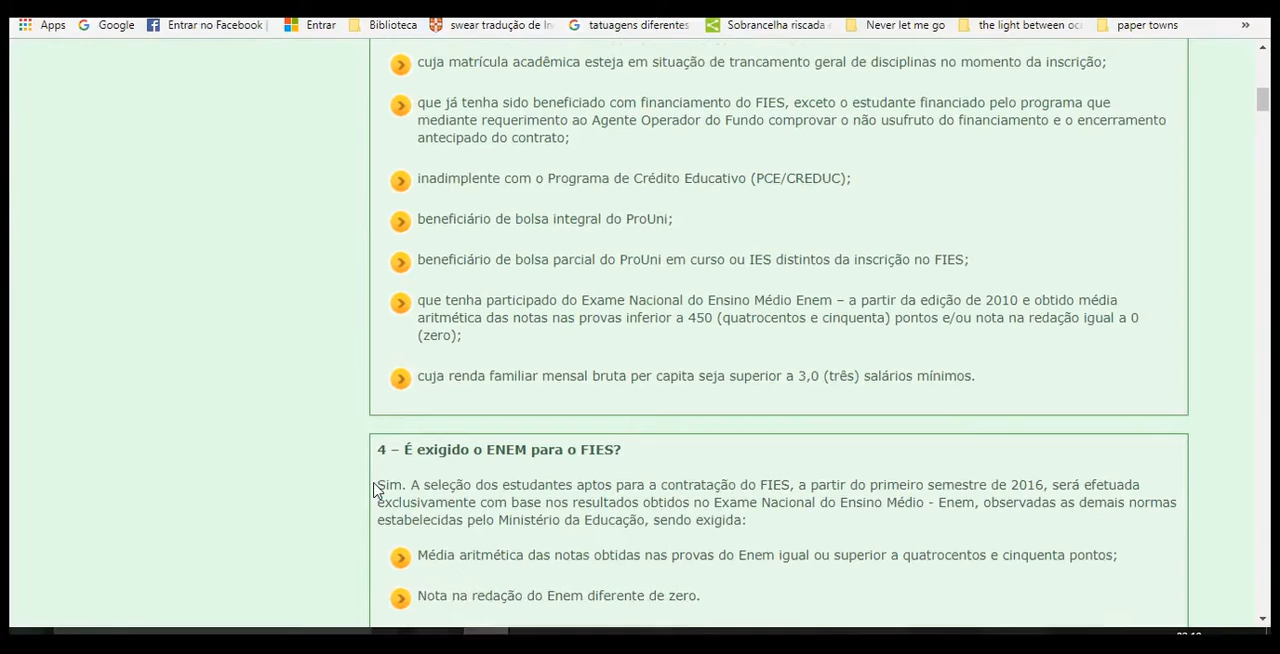 Apps Google Entrar no Facebook Entrar Biblioteca swear tradução de In tatuagens diferentes Sobrancelha riscada Never let me go the light between oce paper towns »
cuja matrícula acadêmica esteja em situação de trancamento geral de disciplinas no momento da inscrição;
que já tenha sido beneficiado com financiamento do FIES, exceto o estudante financiado pelo programa que
mediante requerimento ao Agente Operador do Fundo comprovar o não usufruto do financiamento e o encerramento
antecipado do contrato;
inadimplente com o Programa de Crédito Educativo (PCE/CREDUC);
beneficiário de bolsa integral do ProUni;
beneficiário de bolsa parcial do ProUni em curso ou IES distintos da inscrição no FIES;
que tenha participado do Exame Nacional do Ensino Médio Enem – a partir da edição de 2010 e obtido média
aritmética das notas nas provas inferior a 450 (quatrocentos e cinquenta) pontos e/ou nota na redação igual a 0
(zero);
cuja renda familiar mensal bruta per capita seja superior a 3,0 (três) salários mínimos.
4 – É exigido o ENEM para o FIES?
Sim. A seleção dos estudantes aptos para a contratação do FIES, a partir do primeiro semestre de 2016, será efetuada
exclusivamente com base nos resultados obtidos no Exame Nacional do Ensino Médio - Enem, observadas as demais normas
estabelecidas pelo Ministério da Educação, sendo exigida:
Média aritmética das notas obtidas nas provas do Enem igual ou superior a quatrocentos e cinquenta pontos;
Nota na redação do Enem diferente de zero.